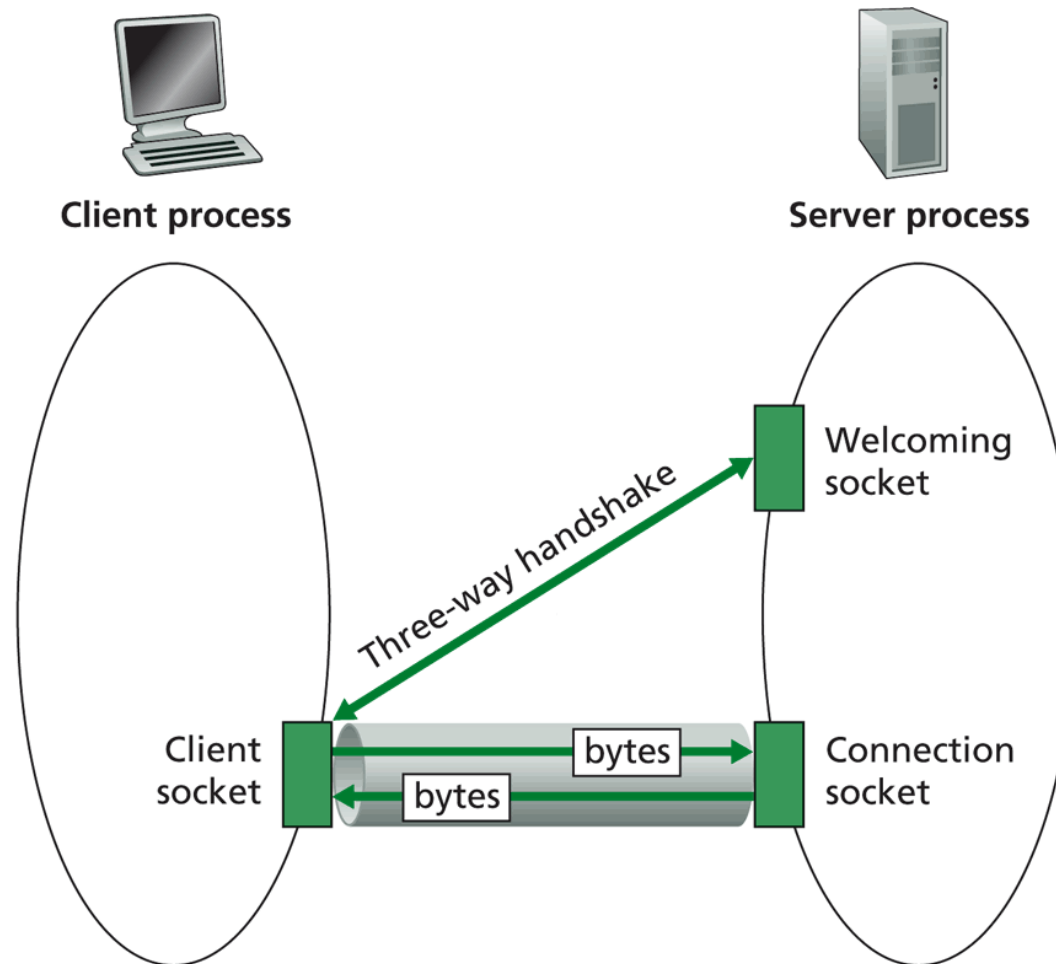 Client process
Server process
Welcoming
socket
Three-way handshake
Client
socket
bytes
bytes
Connection
socket